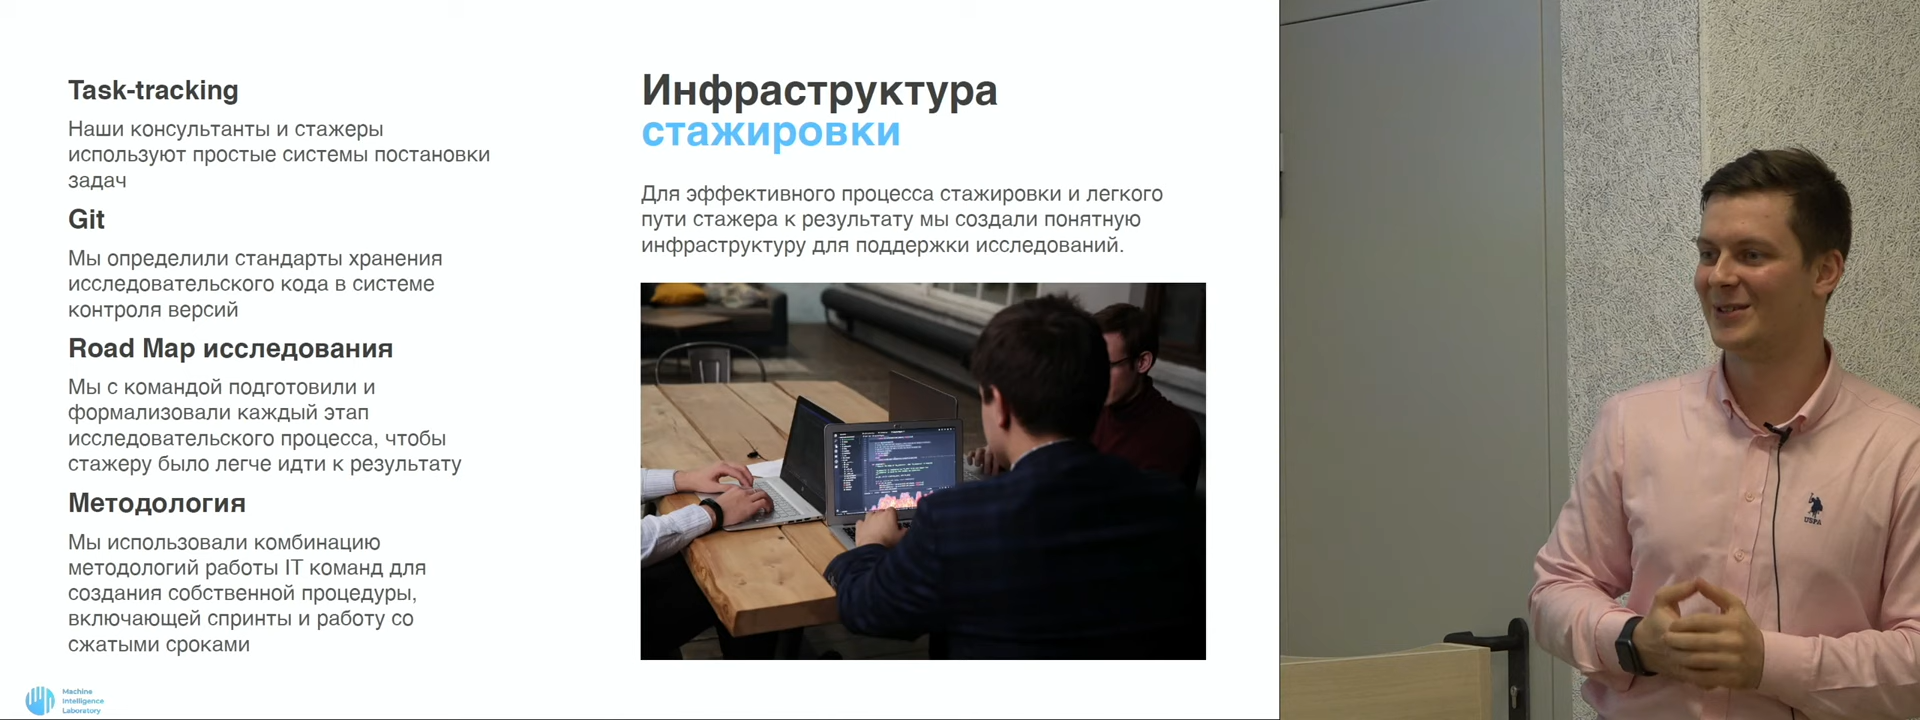 Task-tracking
Наши консультанты и стажеры
используют простые системы постановки
задач
Git
Мы определили стандарты хранения
исследовательского кода в системе
контроля версий
Road Map исследования
Мы с командой подготовили и
формализовали каждый этап
исследовательского процесса, чтобы
стажеру было легче идти к результату
Методология
Мы использовали комбинацию
методологий работы IT команд для
создания собственной процедуры,
включающей спринты и работу со
сжатыми сроками
Machine
Intelligence
Laboratory
Инфраструктура
стажировки
Для эффективного процесса стажировки и легкого
пути стажера к результату мы создали понятную
инфраструктуру для поддержки исследований.
USPA